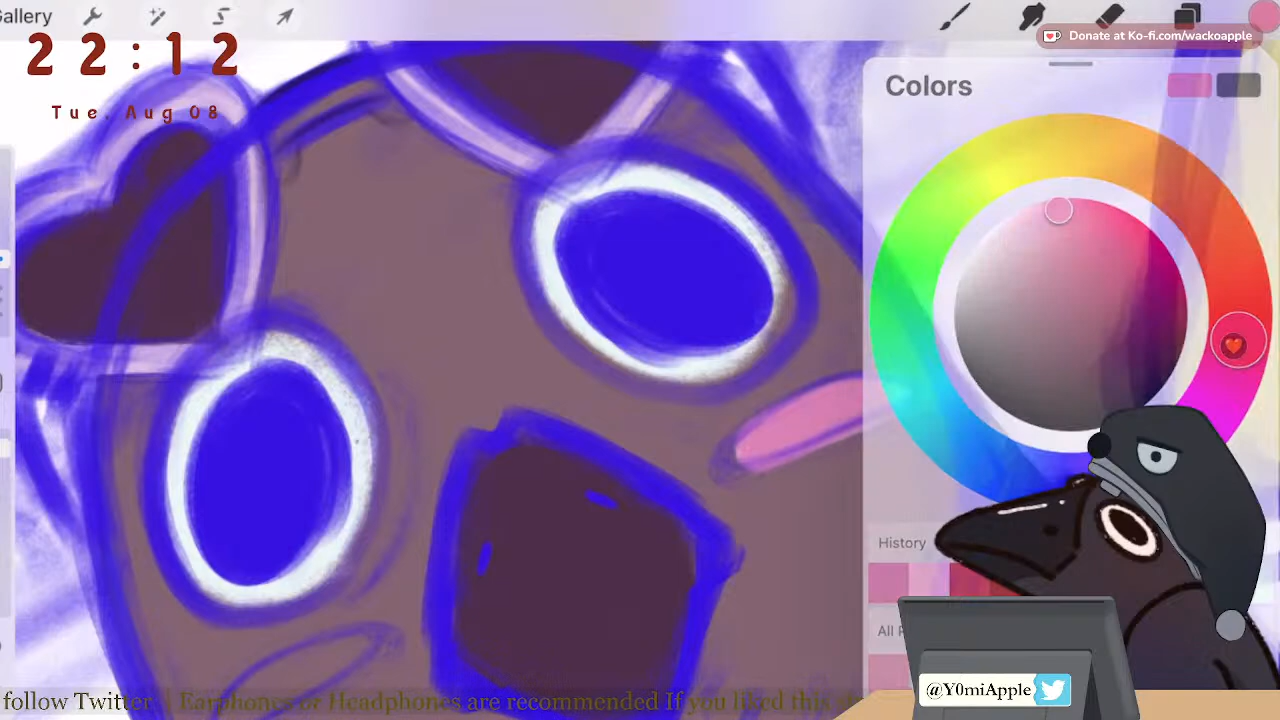 Gallery
22:12
Donate at Ko-fi.com/wackoapple
Colors
Tue. Aug 08
History
All
@Y0miApple
follow Twitter | Earphones or Headphones are recommended If you liked this